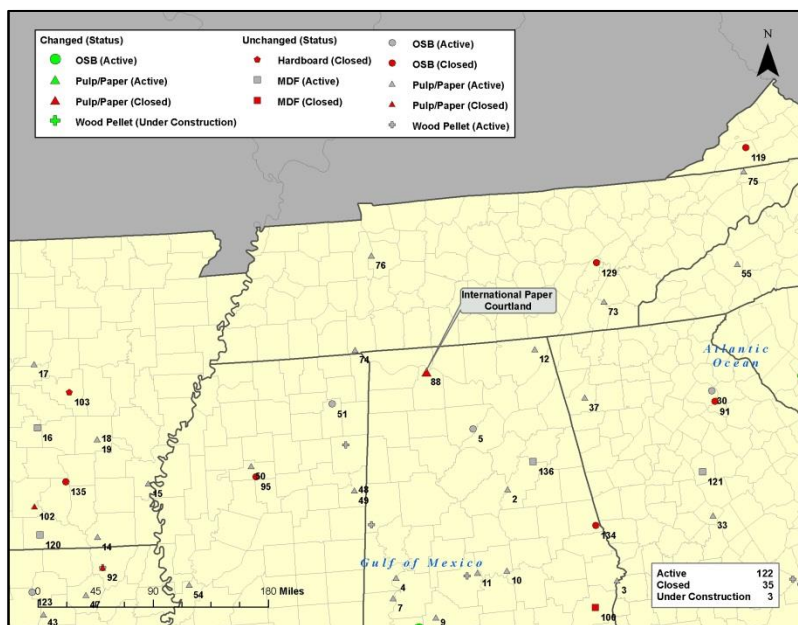 Changed (Status)
OSB (Active)
Pulp/Paper (Active)
Pulp/Paper (Closed)
Wood Pellet (Under Construction)
Unchanged (Status)
Hardboard (Closed)
MDF (Active)
MDF (Closed)
OSB (Active)
OSB (Closed)
Pulp/Paper (Active)
Pulp/Paper (Closed)
Wood Pellet (Active)
N
119
75
76
129
55
73
International Paper
Courtland
Atlantic
Ocean
74
12
17
88
103
37
30
91
51
16
18
19
5
136
121
50
95
135
45
48
49
2
102
33
134
120
14
Gulf of Mexico
92
10
11
4
3
54
7
100
123
47
43
9
0 45 90 180 Miles
Active 122
Closed 35
Under Construction 3